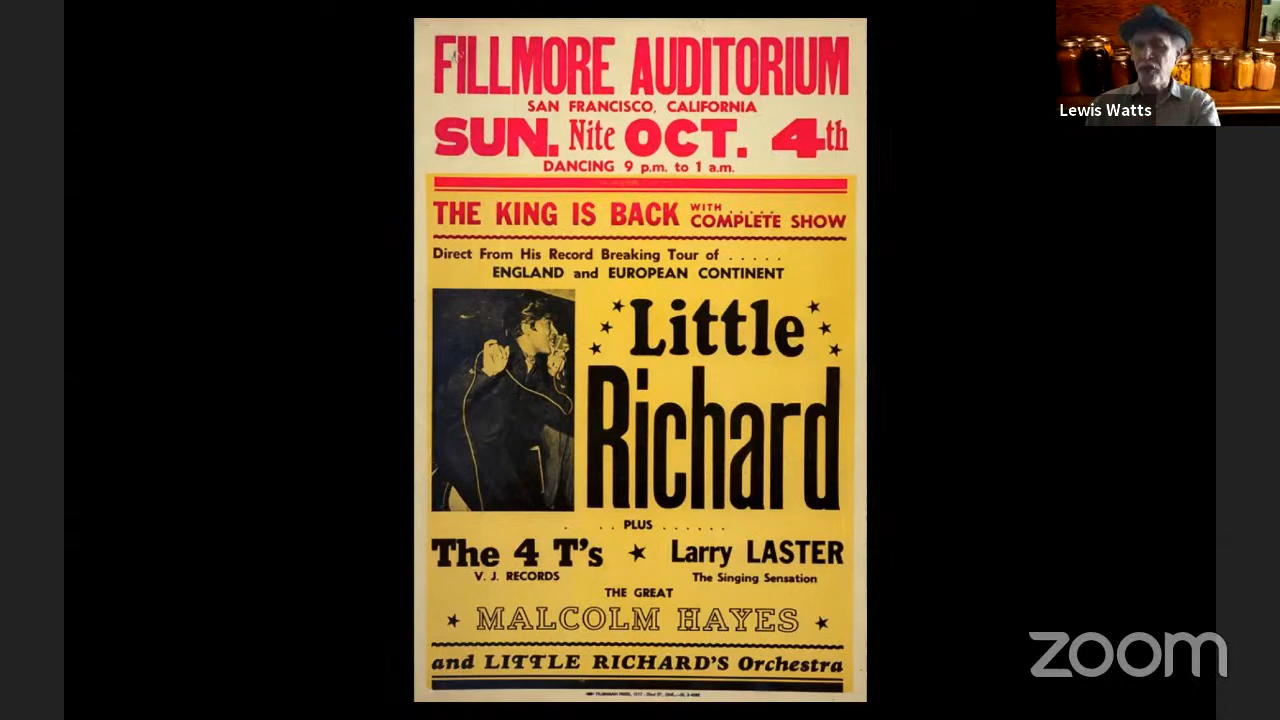 FILLMORE AUDITORIUM
SAN FRANCISCO, CALIFORNIA
SUN. Nite OCT. 4th
DANCING 9 p.m. to 1 a.m.
THE KING IS BACK WITH . . . . . COMPLETE SHOW
Direct From His Record Breaking Tour of . . . . .
ENGLAND and EUROPEAN CONTINENT
Little
Richard
. . . PLUS . . . . . .
The 4 T's ★ Larry LASTER
V. J. RECORDS The Singing Sensation
THE GREAT
★ MALCOLM HAYES ★
and LITTLE RICHARD'S Orchestra
Lewis Watts
zoom